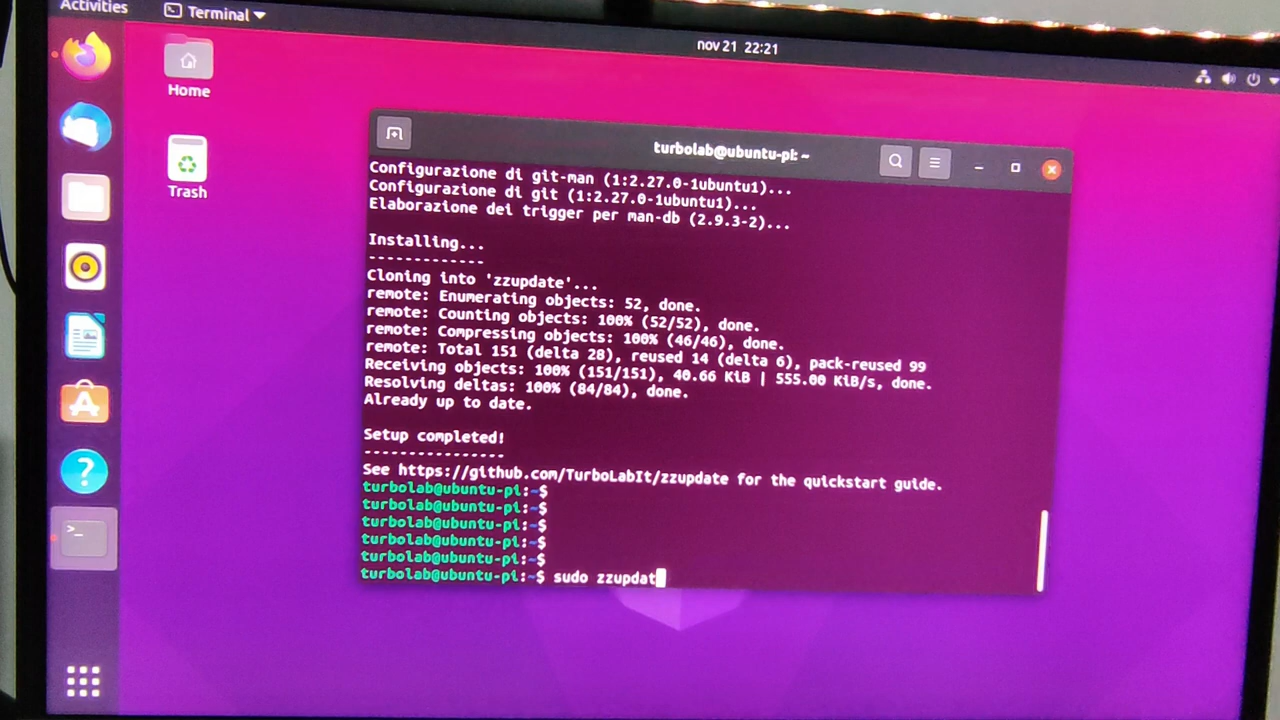 Activities
Terminal
nov 21 22:21
Home
Trash
turbolab@ubuntu-pi: ~
Configurazione di git-man (1:2.27.0-1ubuntu1)...
Configurazione di git (1:2.27.0-1ubuntu1)...
Elaborazione dei trigger per man-db (2.9.3-2)...
Installing...
-------------
Cloning into 'zzupdate'...
remote: Enumerating objects: 52, done.
remote: Counting objects: 100% (52/52), done.
remote: Compressing objects: 100% (46/46), done.
remote: Total 151 (delta 28), reused 14 (delta 6), pack-reused 99
Receiving objects: 100% (151/151), 40.66 KiB | 555.00 KiB/s, done.
Resolving deltas: 100% (84/84), done.
Already up to date.
Setup completed!
----------------
See https://github.com/TurboLabIt/zzupdate for the quickstart guide.
turbolab@ubuntu-pi:~$
turbolab@ubuntu-pi:~$
turbolab@ubuntu-pi:~$
turbolab@ubuntu-pi:~$
turbolab@ubuntu-pi:~$
turbolab@ubuntu-pi:~$ sudo zzupdat